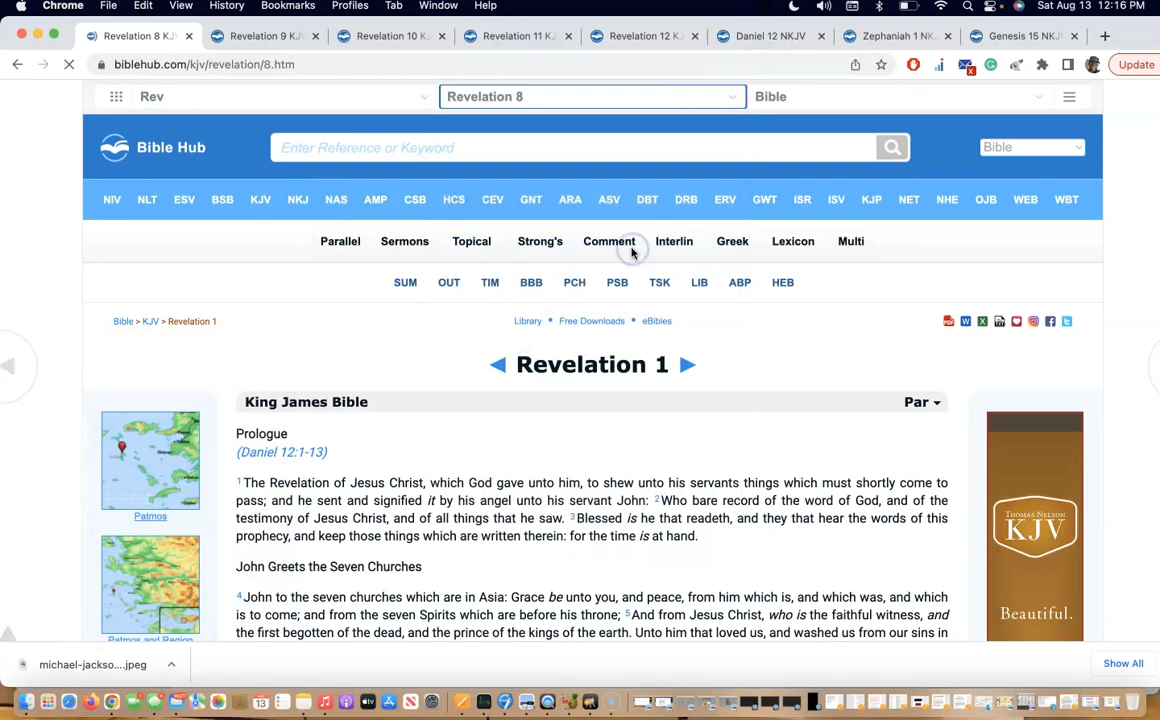 Chrome File Edit View History Bookmarks Profiles Tab Window Help Sat Aug 13 12:16 PM
Revelation 8 KJV Revelation 9 KJV Revelation 10 K. Revelation 11 K. Revelation 12 K. Daniel 12 NKJV Zephaniah 1 NK. Genesis 15 NKJV
biblehub.com/kjv/revelation/8.htm Update
Rev Revelation 8 Bible
Bible Hub Enter Reference or Keyword Bible
NIV NLT ESV BSB KJV NKJ NAS AMP CSB HCS CEV GNT ARA ASV DBT DRB ERV GWT ISR ISV KJP NET NHE OJB WEB WBT
Parallel Sermons Topical Strong's Comment Interlin Greek Lexicon Multi
SUM OUT TIM BBB PCH PSB TSK LIB ABP HEB
Bible > KJV > Revelation 1 Library • Free Downloads • eBibles
Revelation 1
King James Bible Par
Prologue
(Daniel 12:1-13)
1The Revelation of Jesus Christ, which God gave unto him, to shew unto his servants things which must shortly come to
pass; and he sent and signified it by his angel unto his servant John: 2Who bare record of the word of God, and of the
testimony of Jesus Christ, and of all things that he saw. 3Blessed is he that readeth, and they that hear the words of this
prophecy, and keep those things which are written therein: for the time is at hand.
John Greets the Seven Churches
4John to the seven churches which are in Asia: Grace be unto you, and peace, from him which is, and which was, and which
is to come; and from the seven Spirits which are before his throne; 5And from Jesus Christ, who is the faithful witness, and
the first begotten of the dead, and the prince of the kings of the earth. Unto him that loved us, and washed us from our sins in
Patmos
Patmos and Region
THOMAS NELSON
KJV
Beautiful.
michael-jackso....jpeg Show All